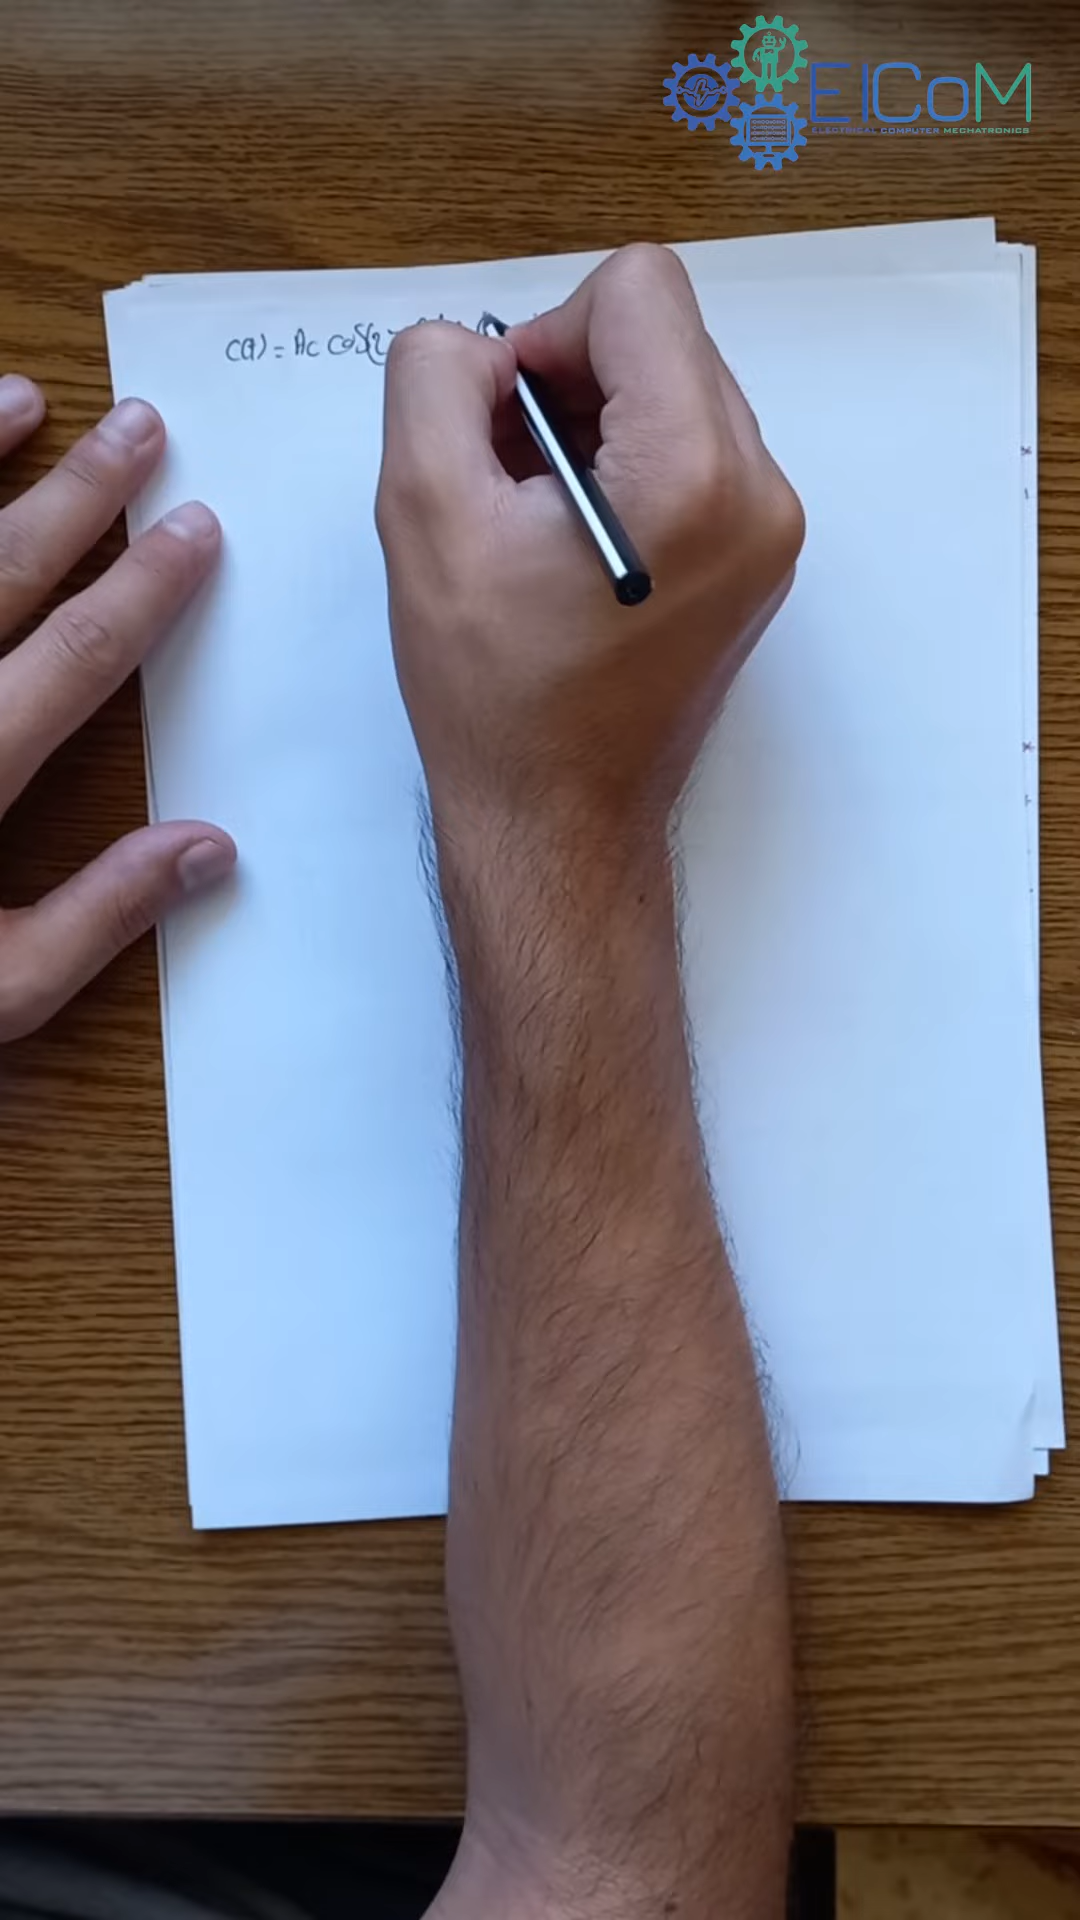 EICoM
ELECTRICAL COMPUTER MECHATRONICS
C(t) = Ac Cos(2